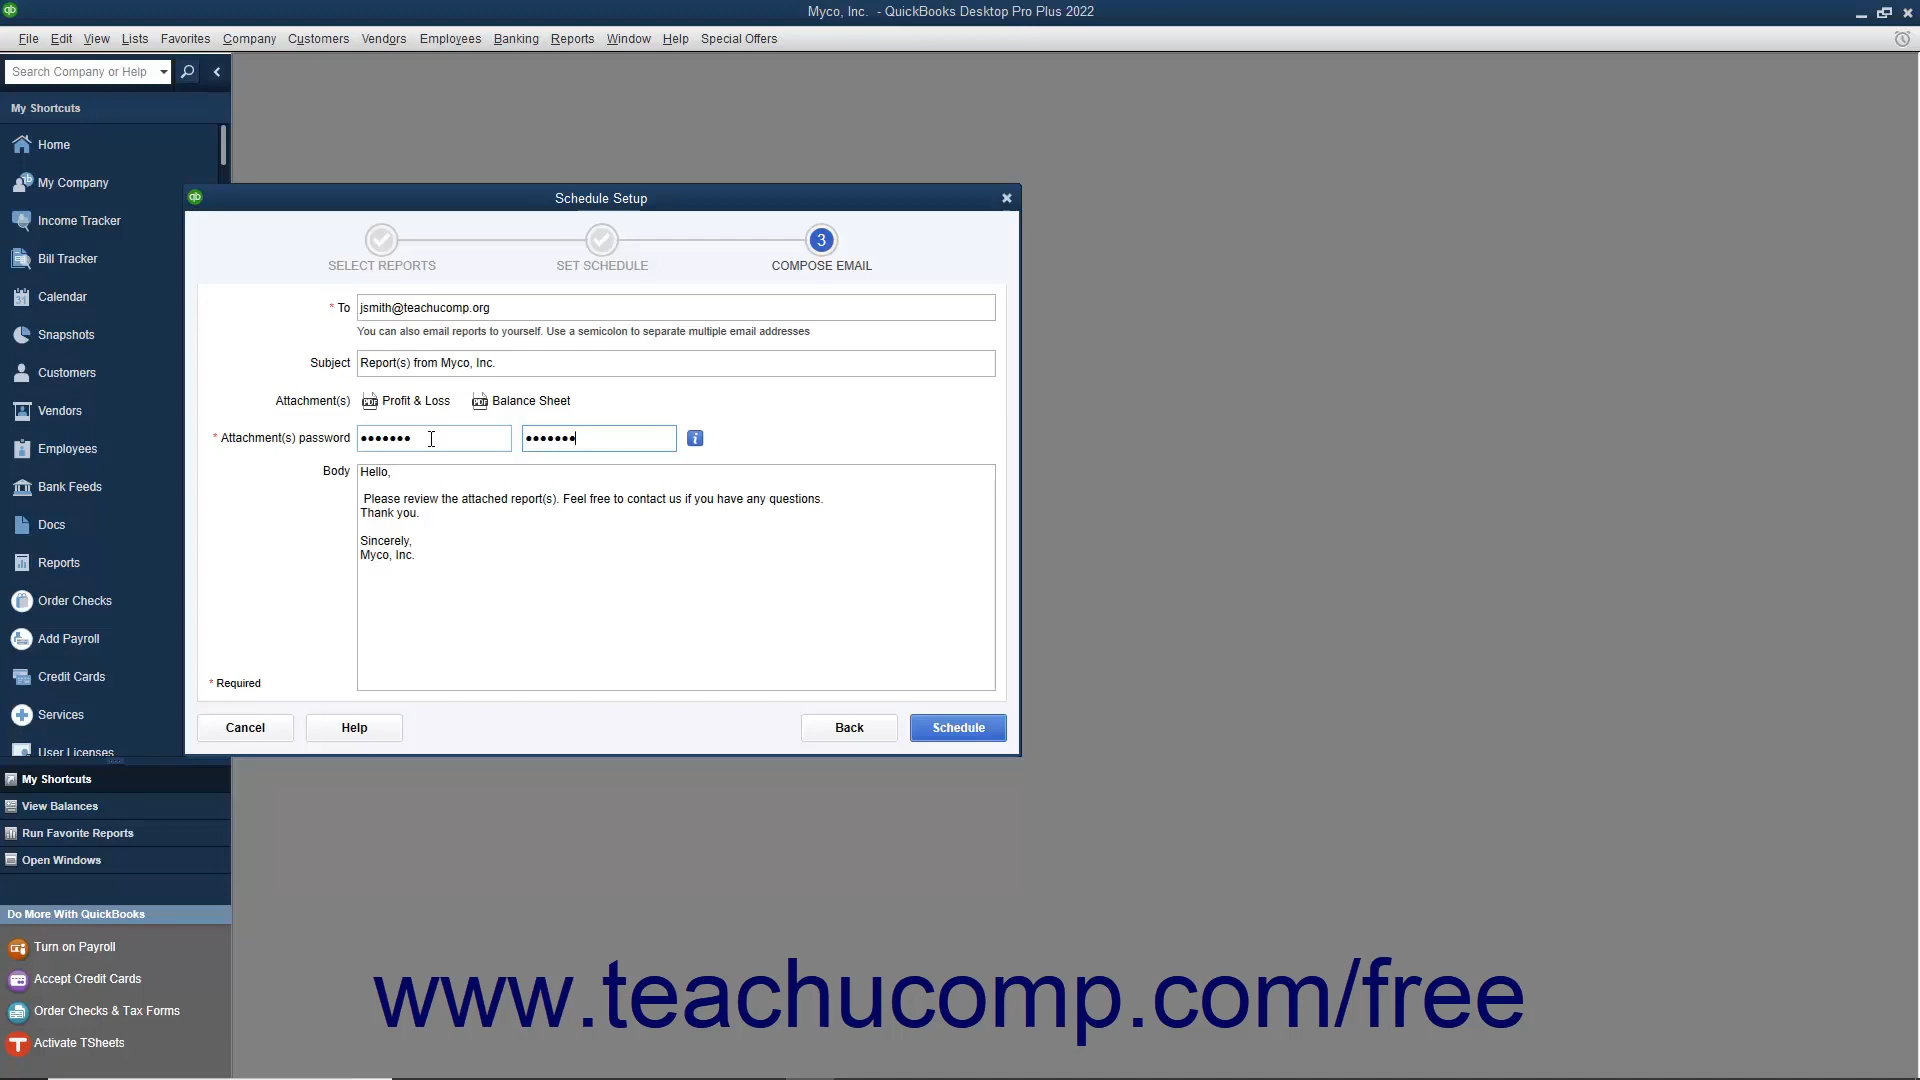 qb
Myco, Inc. - QuickBooks Desktop Pro Plus 2022
File Edit View Lists Favorites Company Customers Vendors Employees Banking Reports Window Help Special Offers
Search Company or Help
My Shortcuts
Home
My Company
Income Tracker
Bill Tracker
Calendar
Snapshots
Customers
Vendors
Employees
Bank Feeds
Docs
Reports
Order Checks
Add Payroll
Credit Cards
Services
User Licenses
My Shortcuts
View Balances
Run Favorite Reports
Open Windows
Do More With QuickBooks
Turn on Payroll
Accept Credit Cards
Order Checks & Tax Forms
Activate TSheets
qb Schedule Setup
3
SELECT REPORTS SET SCHEDULE COMPOSE EMAIL
* To jsmith@teachucomp.org
You can also email reports to yourself. Use a semicolon to separate multiple email addresses
Subject Report(s) from Myco, Inc.
Attachment(s) Profit & Loss Balance Sheet
* Attachment(s) password ••••••• •••••••
Body Hello,
Please review the attached report(s). Feel free to contact us if you have any questions.
Thank you.
Sincerely,
Myco, Inc.
* Required
Cancel Help Back Schedule
www.teachucomp.com/free